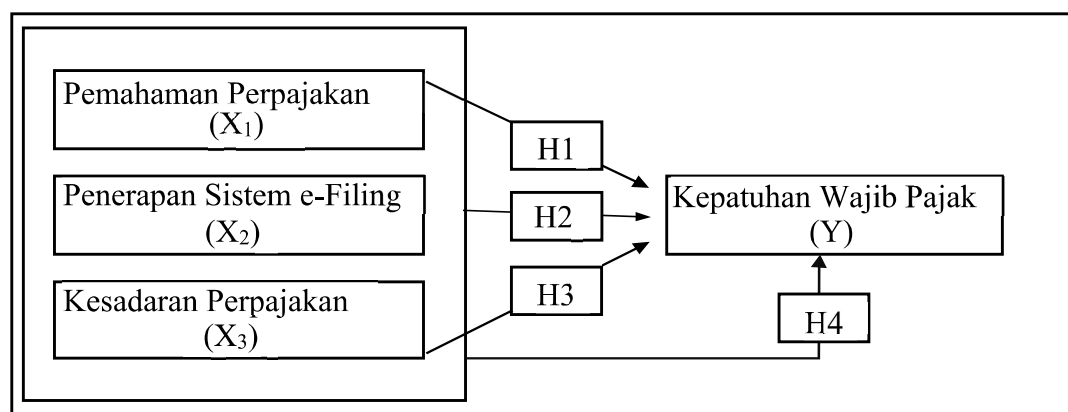 Pemahaman Perpajakan
(X₁)
H1
Penerapan Sistem e-Filing
(X₂)
H2
Kepatuhan Wajib Pajak
(Y)
Kesadaran Perpajakan
(X₃)
H3
H4